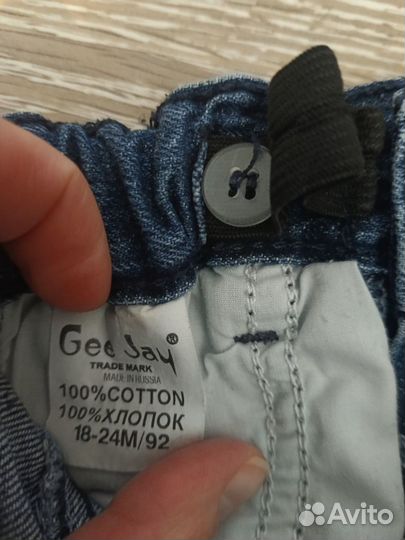 Gee Jay®
TRADE MARK
MADE IN RUSSIA
100% COTTON
100% ХЛОПОК
18-24M/92
Avito